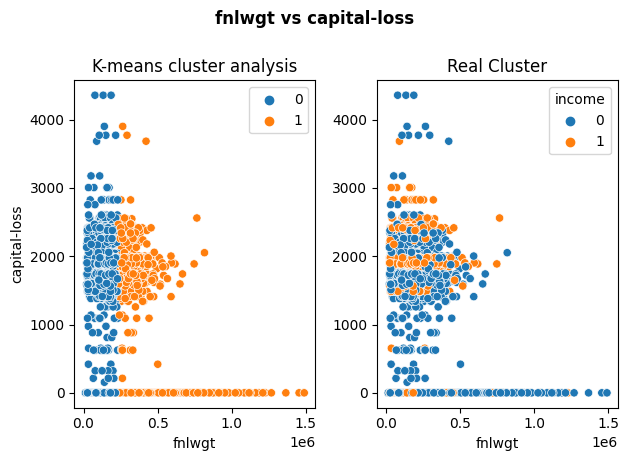 fnlwgt vs capital-loss
K-means cluster analysis
0
1
capital-loss
4000
3000
2000
1000
0
0.0
0.5
1.0
1.5
1e6
fnlwgt
Real Cluster
income
0
1
4000
3000
2000
1000
0
0.0
0.5
1.0
1.5
1e6
fnlwgt